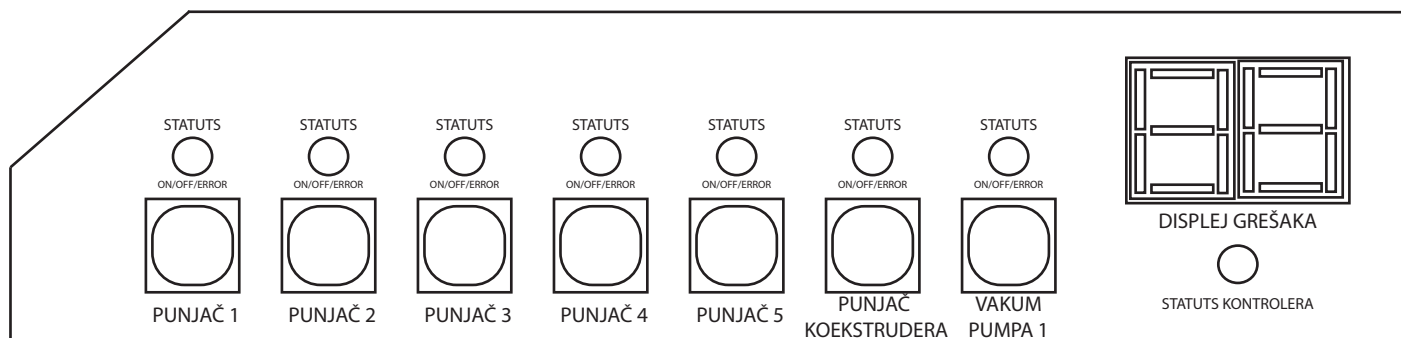 STATUTS STATUTS STATUTS STATUTS STATUTS STATUTS STATUTS
ON/OFF/ERROR ON/OFF/ERROR ON/OFF/ERROR ON/OFF/ERROR ON/OFF/ERROR ON/OFF/ERROR ON/OFF/ERROR
PUNJAČ 1 PUNJAČ 2 PUNJAČ 3 PUNJAČ 4 PUNJAČ 5
PUNJAČ
KOEKSTRUDERA
VAKUM
PUMPA 1
DISPLEJ GREŠAKA
STATUTS KONTROLERA